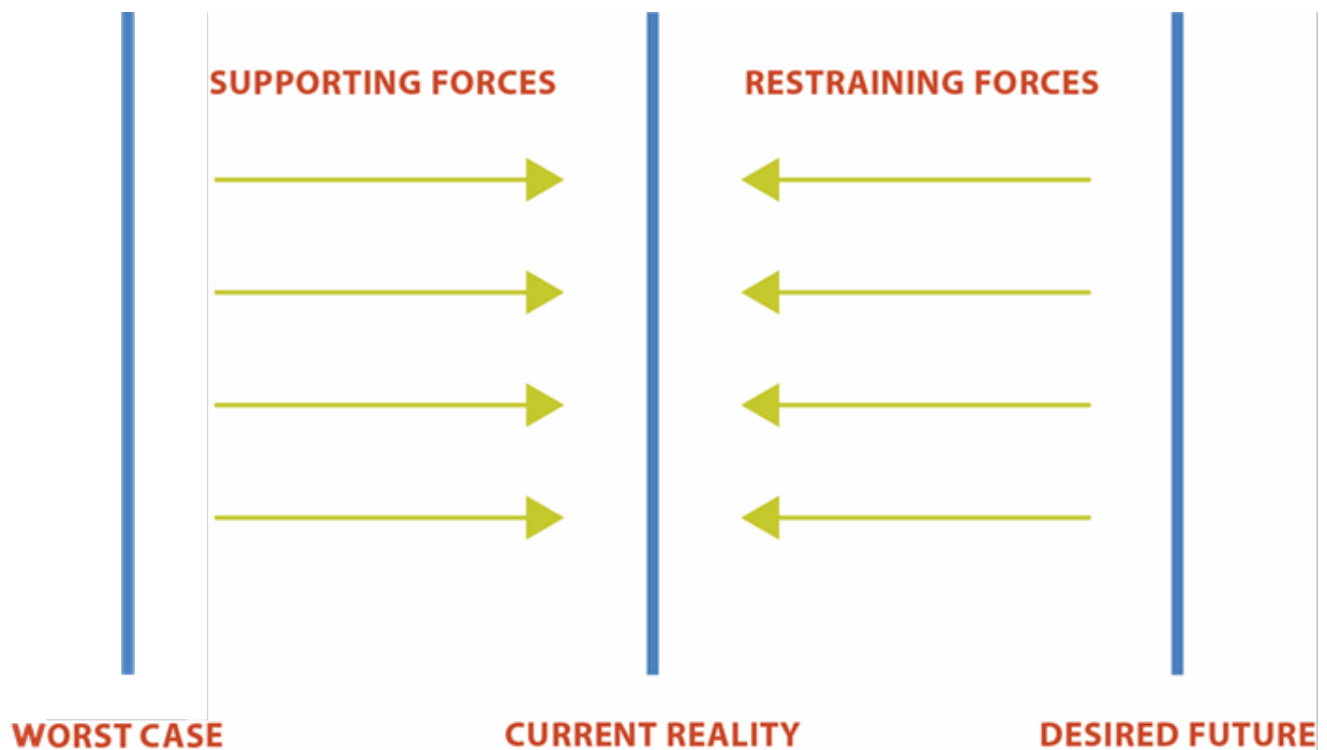 SUPPORTING FORCES
RESTRAINING FORCES
WORST CASE
CURRENT REALITY
DESIRED FUTURE